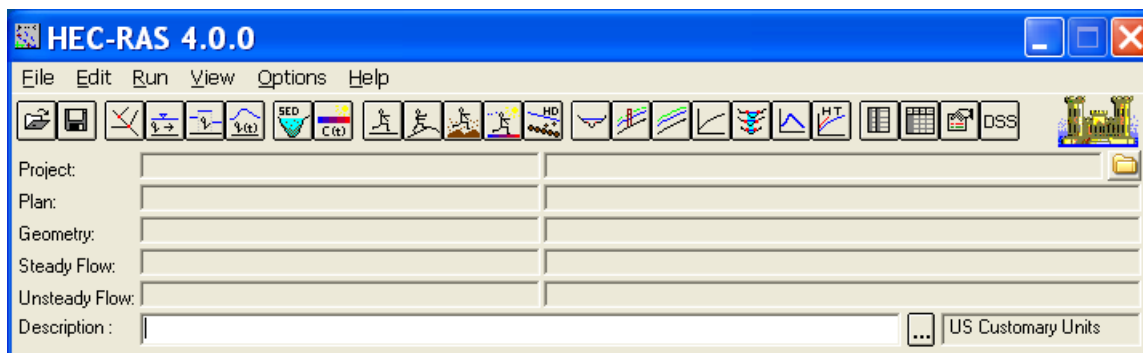 HEC-RAS 4.0.0
File Edit Run View Options Help
SED C(t) HD HT DSS
Project:
Plan:
Geometry:
Steady Flow:
Unsteady Flow:
Description : ... US Customary Units